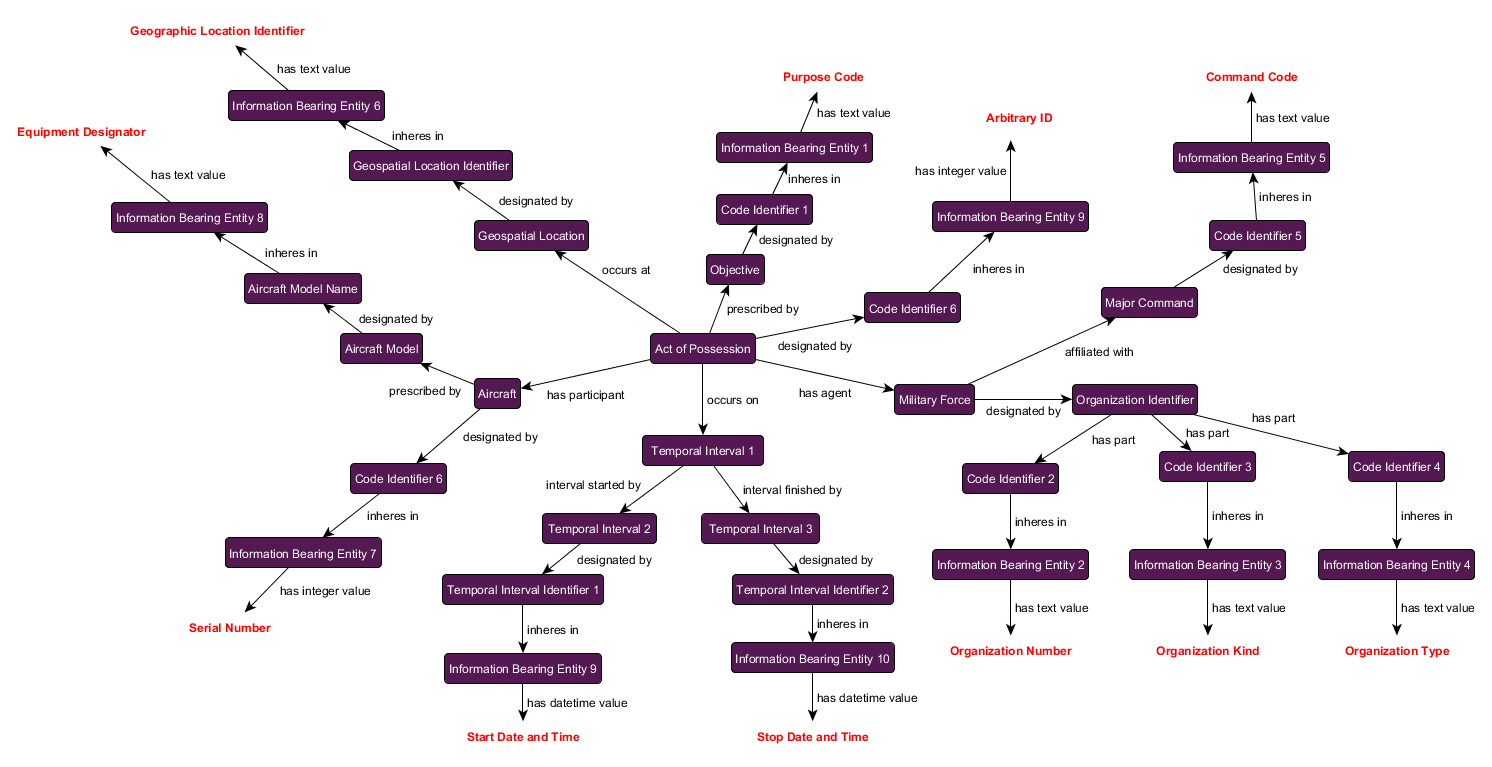 Geographic Location Identifier
has text value
Information Bearing Entity 6
inheres in
Geospatial Location Identifier
designated by
Geospatial Location
occurs at
Equipment Designator
has text value
Information Bearing Entity 8
inheres in
Aircraft Model Name
designated by
Aircraft Model
prescribed by
Aircraft
has participant
Purpose Code
has text value
Information Bearing Entity 1
inheres in
Code Identifier 1
designated by
Objective
prescribed by
Act of Possession
Arbitrary ID
has integer value
Information Bearing Entity 9
inheres in
Code Identifier 6
designated by
Command Code
has text value
Information Bearing Entity 5
inheres in
Code Identifier 5
designated by
Major Command
affiliated with
has agent
Military Force
designated by
Organization Identifier
has part
has part
has part
Code Identifier 2
Code Identifier 3
Code Identifier 4
inheres in
inheres in
inheres in
Information Bearing Entity 2
Information Bearing Entity 3
Information Bearing Entity 4
has text value
has text value
has text value
Organization Number
Organization Kind
Organization Type
designated by
Code Identifier 6
inheres in
Information Bearing Entity 7
has integer value
Serial Number
occurs on
Temporal Interval 1
interval started by
interval finished by
Temporal Interval 2
Temporal Interval 3
designated by
designated by
Temporal Interval Identifier 1
Temporal Interval Identifier 2
inheres in
inheres in
Information Bearing Entity 9
Information Bearing Entity 10
has datetime value
has datetime value
Start Date and Time
Stop Date and Time